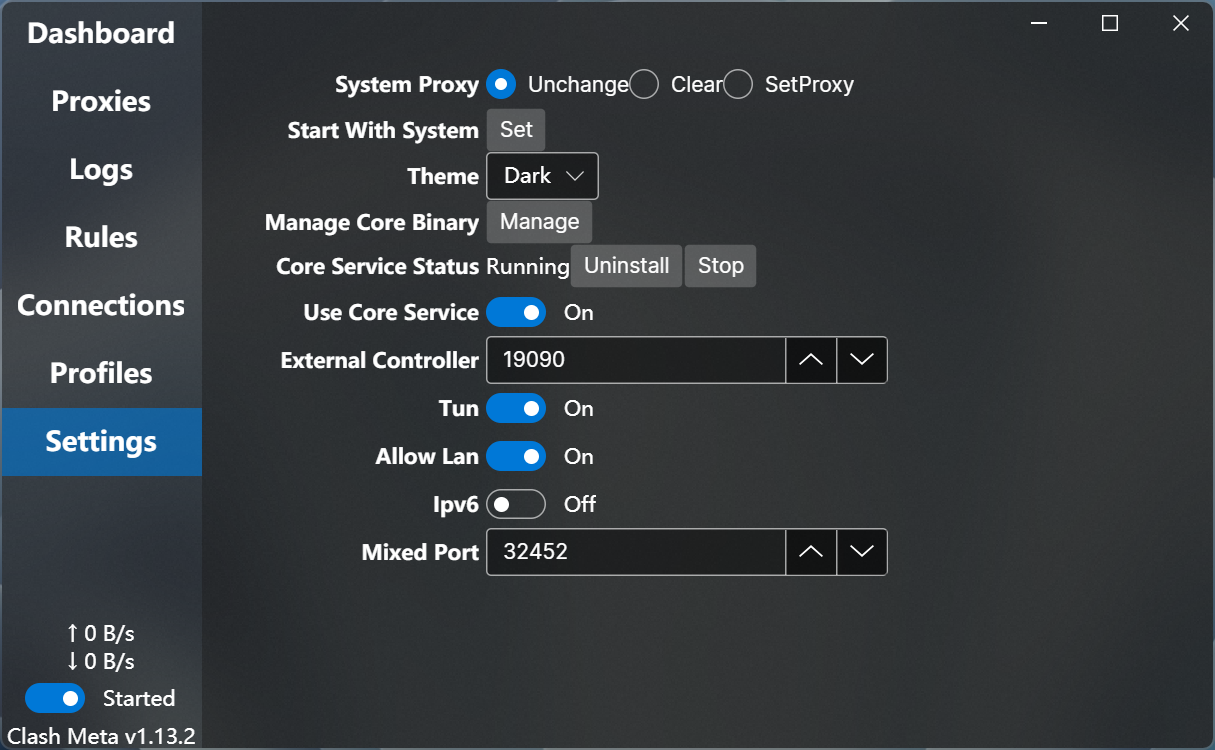 Dashboard
Proxies
Logs
Rules
Connections
Profiles
Settings
↑ 0 B/s
↓ 0 B/s
Started
Clash Meta v1.13.2
System Proxy Unchange Clear SetProxy
Start With System Set
Theme Dark
Manage Core Binary Manage
Core Service Status Running Uninstall Stop
Use Core Service On
External Controller 19090
Tun On
Allow Lan On
Ipv6 Off
Mixed Port 32452